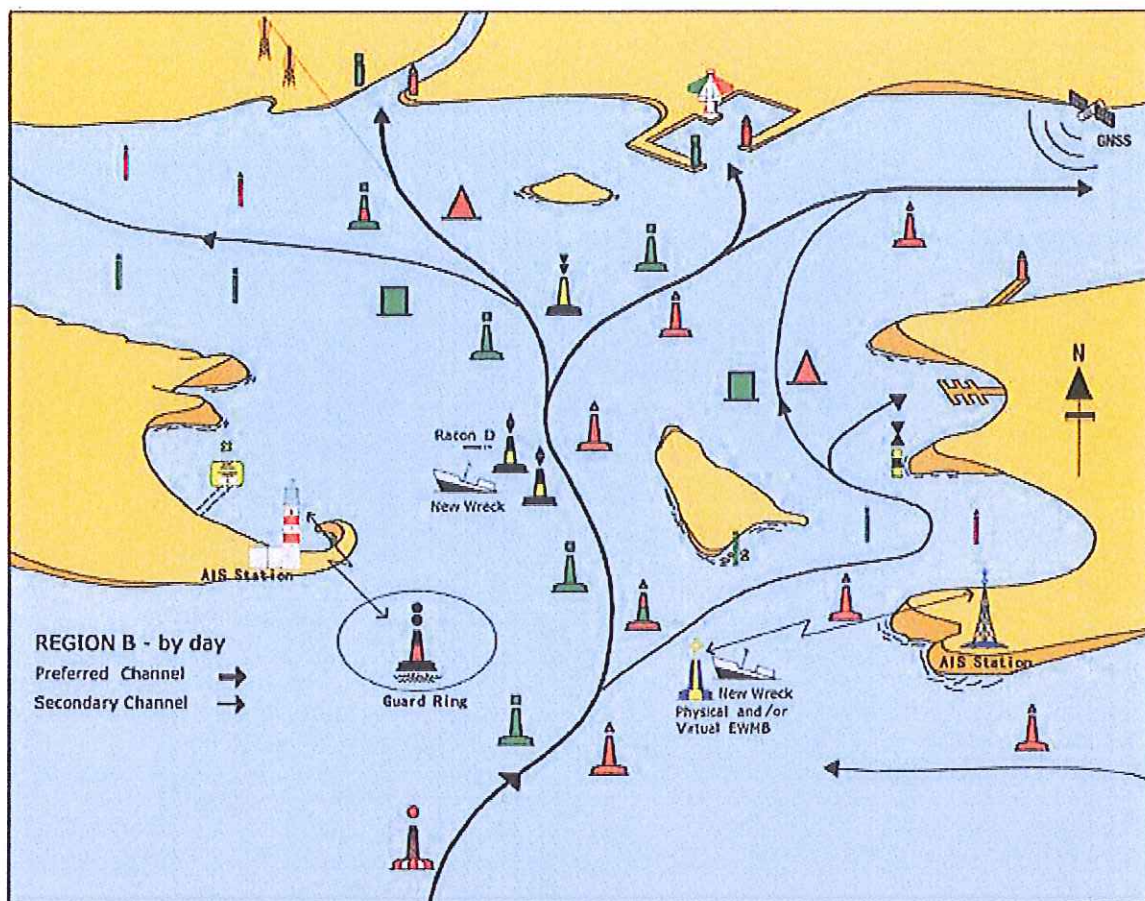 GNSS
N
Racon D
New Wreck
AIS Station
REGION B - by day
Preferred Channel
Secondary Channel
Guard Ring
New Wreck
Physical and/or
Virtual EWMB
AIS Station